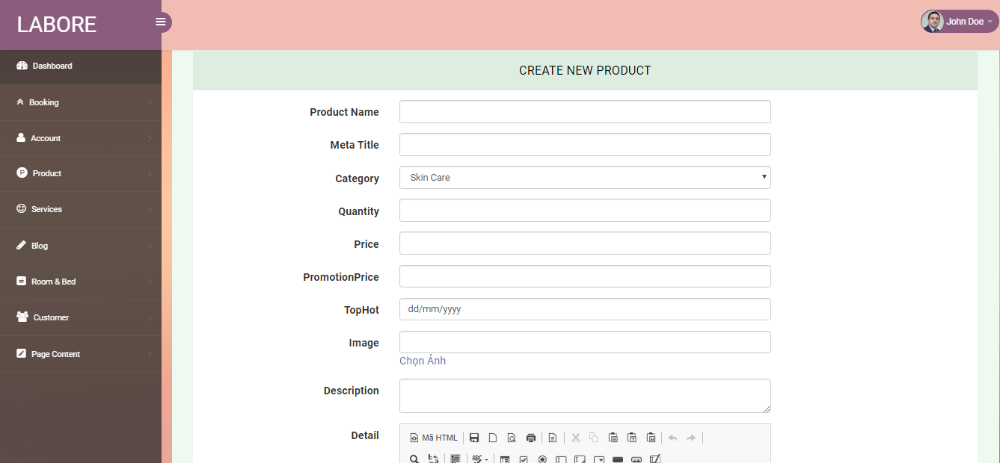 LABORE
John Doe
Dashboard
Booking
Account
Product
Services
Blog
Room & Bed
Customer
Page Content
CREATE NEW PRODUCT
Product Name
Meta Title
Category
Skin Care
Quantity
Price
PromotionPrice
TopHot
dd/mm/yyyy
Image
Chọn Ảnh
Description
Detail
Mã HTML